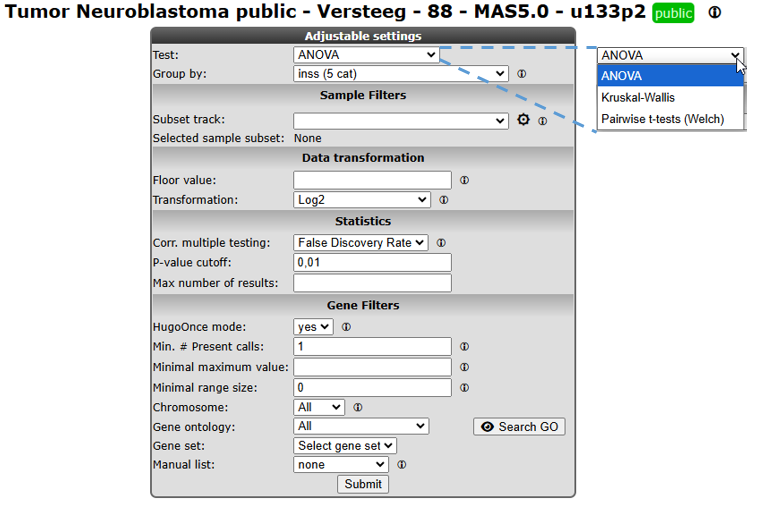 Tumor Neuroblastoma public - Versteeg - 88 - MAS5.0 - u133p2 public
Adjustable settings
Test: ANOVA
Group by: inss (5 cat)
Sample Filters
Subset track:
Selected sample subset: None
Data transformation
Floor value:
Transformation: Log2
Statistics
Corr. multiple testing: False Discovery Rate
P-value cutoff: 0,01
Max number of results:
Gene Filters
HugoOnce mode: yes
Min. # Present calls: 1
Minimal maximum value:
Minimal range size: 0
Chromosome: All
Gene ontology: All Search GO
Gene set: Select gene set
Manual list: none
Submit
ANOVA
ANOVA
Kruskal-Wallis
Pairwise t-tests (Welch)